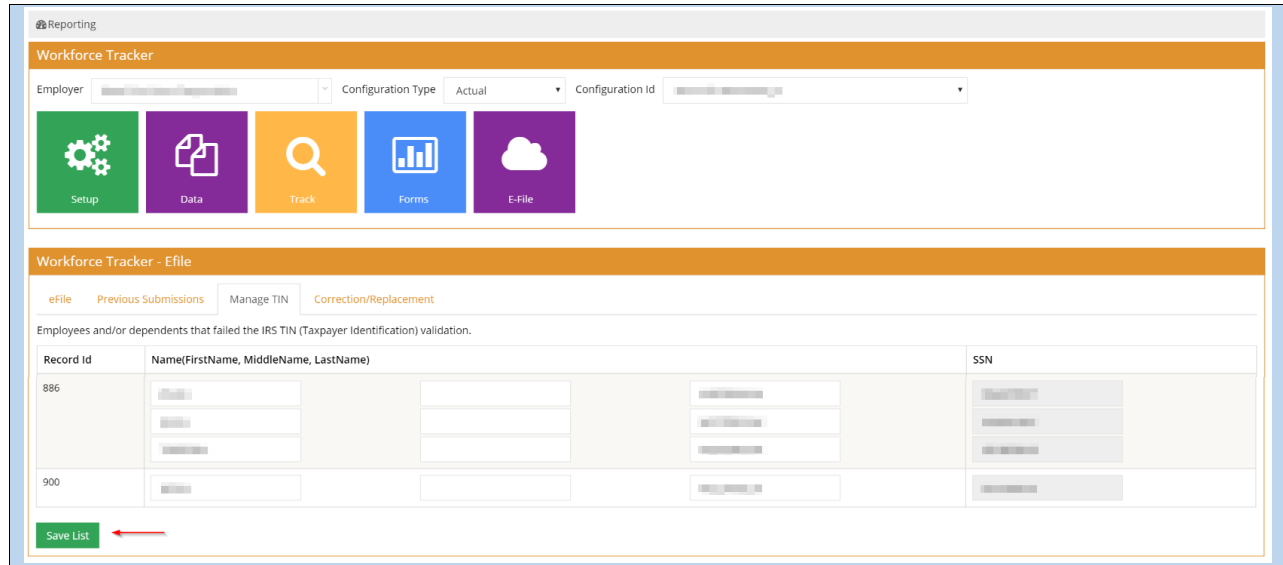 Reporting
Workforce Tracker
Employer Configuration Type Actual Configuration Id
Setup Data Track Forms E-File
Workforce Tracker - Efile
eFile Previous Submissions Manage TIN Correction/Replacement
Employees and/or dependents that failed the IRS TIN (Taxpayer Identification) validation.
Record Id Name(FirstName, MiddleName, LastName) SSN
886
900
Save List